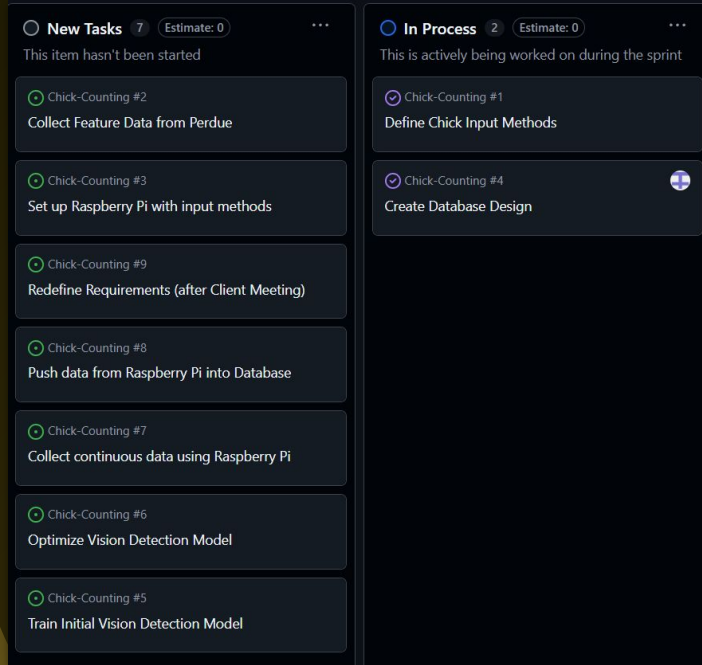 New Tasks 7 Estimate: 0 ...
This item hasn't been started
Chick-Counting #2
Collect Feature Data from Perdue
Chick-Counting #3
Set up Raspberry Pi with input methods
Chick-Counting #9
Redefine Requirements (after Client Meeting)
Chick-Counting #8
Push data from Raspberry Pi into Database
Chick-Counting #7
Collect continuous data using Raspberry Pi
Chick-Counting #6
Optimize Vision Detection Model
Chick-Counting #5
Train Initial Vision Detection Model
In Process 2 Estimate: 0 ...
This is actively being worked on during the sprint
Chick-Counting #1
Define Chick Input Methods
Chick-Counting #4
Create Database Design